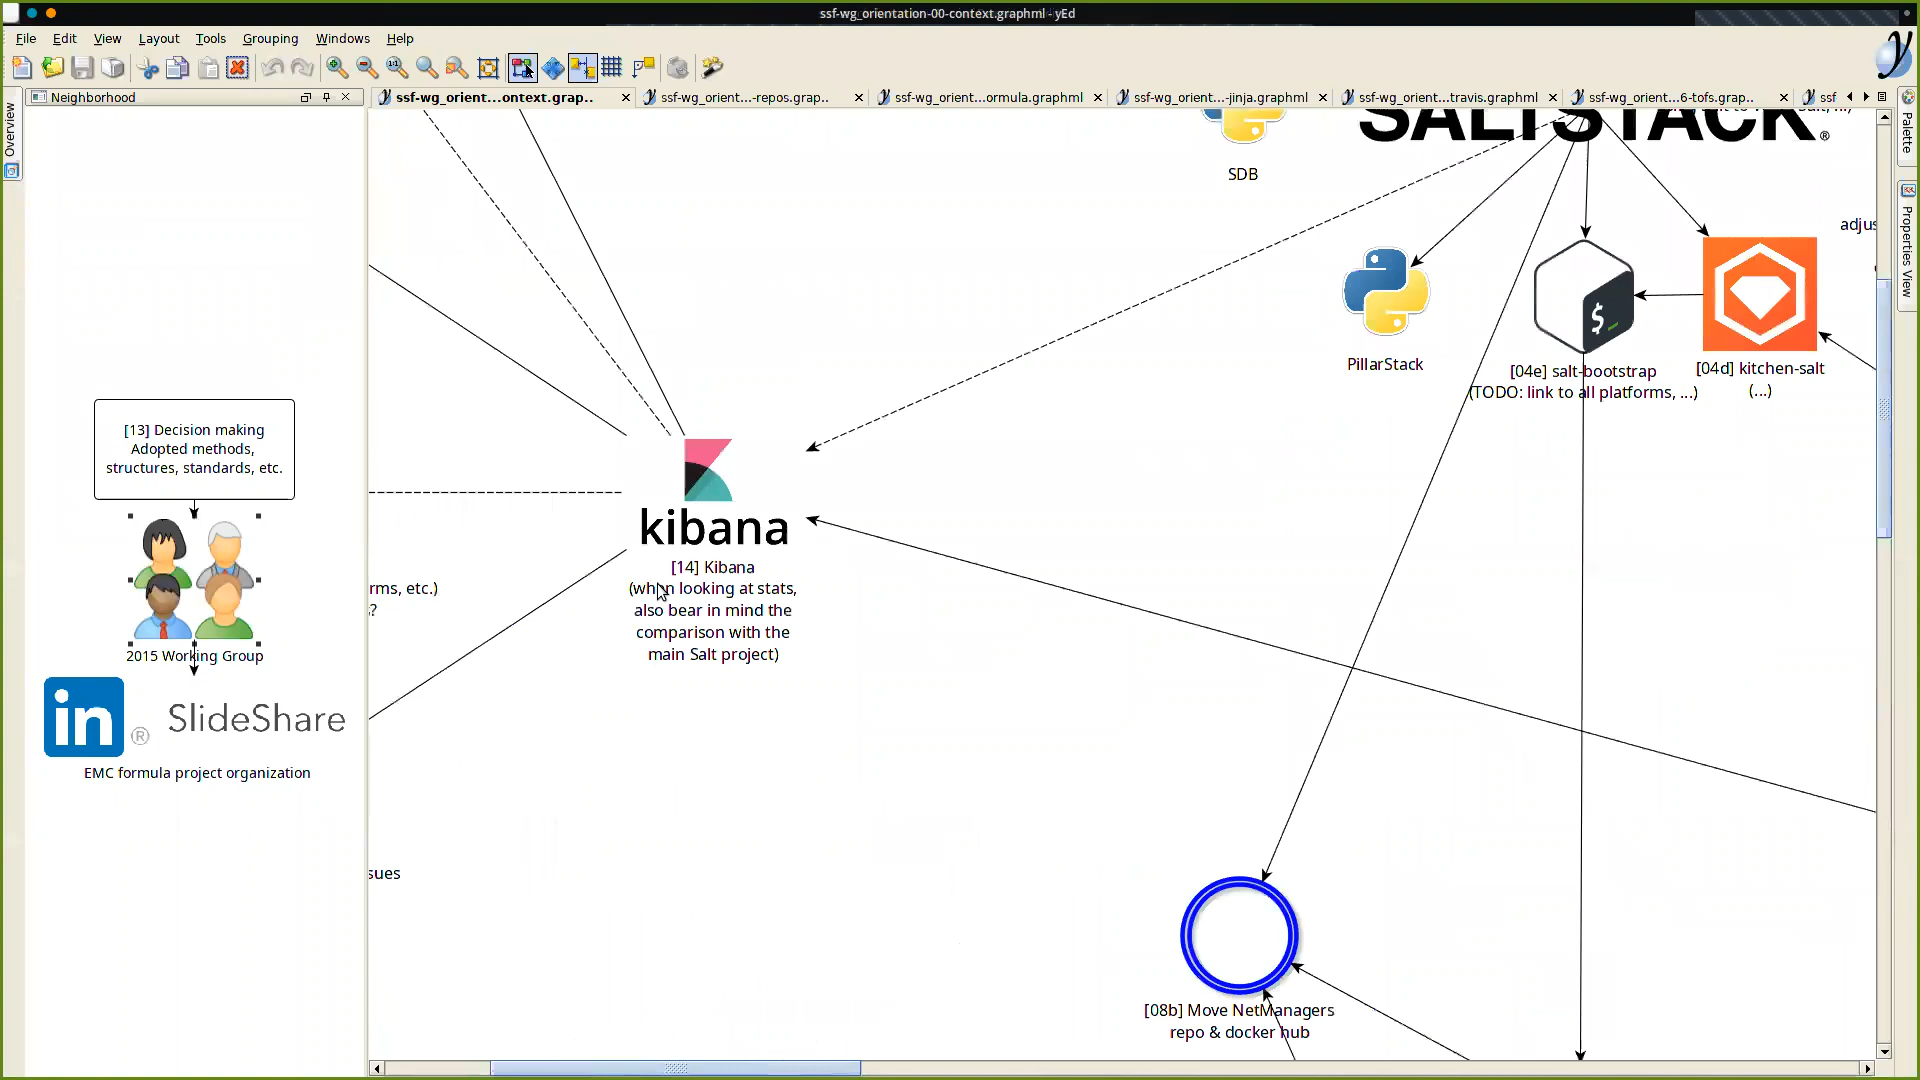 ssf-wg_orientation-00-context.graphml - yEd
File Edit View Layout Tools Grouping Windows Help
Neighborhood
ssf-wg_orient...ontext.grap..
ssf-wg_orient...-repos.grap..
ssf-wg_orient...ormula.graphml
ssf-wg_orient...-jinja.graphml
ssf-wg_orient...travis.graphml
ssf-wg_orient...6-tofs.grap..
ssf
Overview
Palette
Properties View
[13] Decision making
Adopted methods,
structures, standards, etc.
2015 Working Group
in® SlideShare
EMC formula project organization
SALTSTACK®
SDB
PillarStack
$_
[04e] salt-bootstrap
(TODO: link to all platforms, ...)
[04d] kitchen-salt
(...)
adjus
kibana
[14] Kibana
(when looking at stats,
also bear in mind the
comparison with the
main Salt project)
rms, etc.)
s?
sues
[08b] Move NetManagers
repo & docker hub